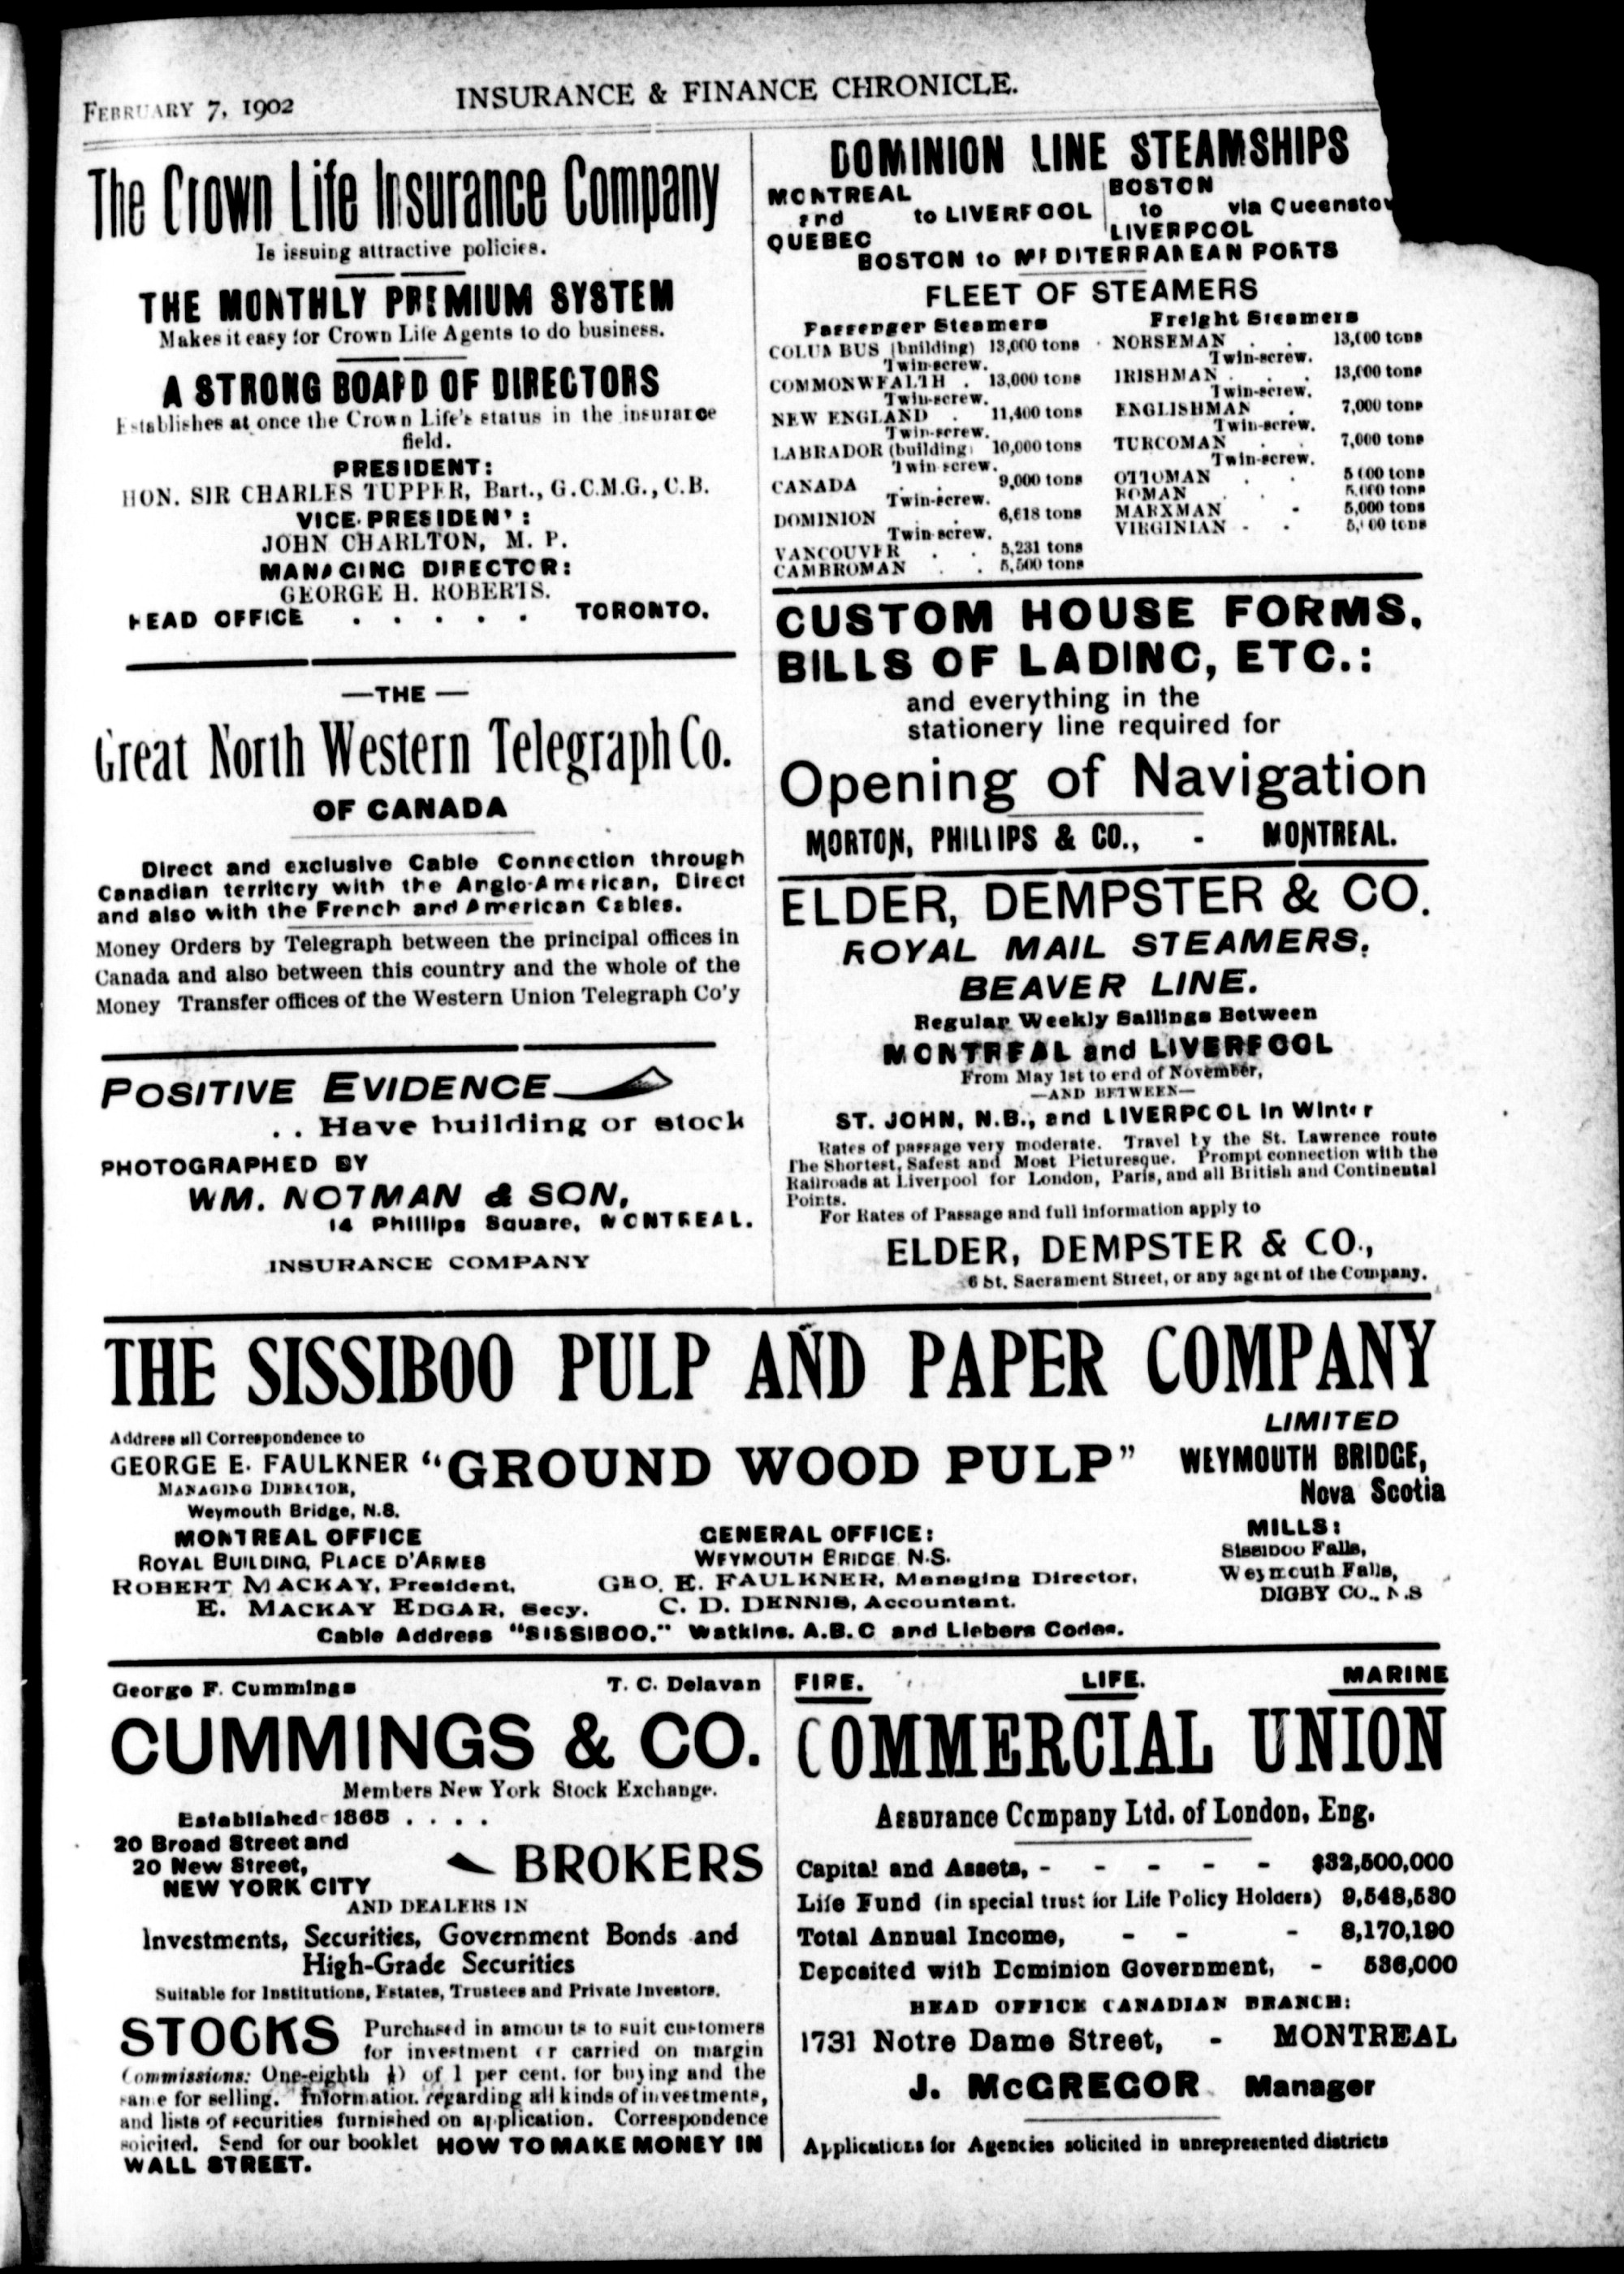 FEBRUARY 7, 1902
INSURANCE & FINANCE CHRONICLE.
The Crown Life Insurance Company
Is issuing attractive policies.
THE MONTHLY PREMIUM SYSTEM
Makes it easy for Crown Life Agents to do business.
A STRONG BOARD OF DIRECTORS
Establishes at once the Crown Life's status in the insurance
field.
PRESIDENT:
HON. SIR CHARLES TUPPER, Bart., G.C.M.G., C.B.
VICE-PRESIDENT:
JOHN CHARLTON, M. P.
MANAGING DIRECTOR:
GEORGE H. ROBERTS.
HEAD OFFICE . . . . . TORONTO.
—THE—
Great North Western Telegraph Co.
OF CANADA
Direct and exclusive Cable Connection through
Canadian territory with the Anglo-American, Direct
and also with the French and American Cables.
Money Orders by Telegraph between the principal offices in
Canada and also between this country and the whole of the
Money Transfer offices of the Western Union Telegraph Co'y
POSITIVE EVIDENCE
. . Have building or stock
PHOTOGRAPHED BY
WM. NOTMAN & SON,
14 Phillips Square, MONTREAL.
INSURANCE COMPANY
DOMINION LINE STEAMSHIPS
MONTREAL and QUEBEC to LIVERPOOL
BOSTON to LIVERPOOL via Queenstow
BOSTON to MEDITERRANEAN PORTS
FLEET OF STEAMERS
Passenger Steamers
COLUMBUS (building) 13,000 tons
Twin-screw.
COMMONWEALTH . 13,000 tons
Twin-screw.
NEW ENGLAND . 11,400 tons
Twin-screw.
LABRADOR (building) 10,000 tons
Twin screw.
CANADA . . 9,000 tons
Twin-screw.
DOMINION . . 6,618 tons
Twin screw.
VANCOUVER . . 5,231 tons
CAMBROMAN . . 5,500 tons
Freight Steamers
NORSEMAN . . 13,000 tons
Twin-screw.
IRISHMAN . . . 13,000 tons
Twin-screw.
ENGLISHMAN . 7,000 tons
Twin-screw.
TURCOMAN . . 7,000 tons
Twin-screw.
OTTOMAN . . 5000 tons
ROMAN . . 5,000 tons
MARXMAN - 5,000 tons
VIRGINIAN - . 5,000 tons
CUSTOM HOUSE FORMS,
BILLS OF LADING, ETC.:
and everything in the
stationery line required for
Opening of Navigation
MORTON, PHILLIPS & CO., - MONTREAL.
ELDER, DEMPSTER & CO.
ROYAL MAIL STEAMERS,
BEAVER LINE.
Regular Weekly Sailings Between
MONTREAL and LIVERPOOL
From May 1st to end of November,
—AND BETWEEN—
ST. JOHN, N.B., and LIVERPOOL in Winter
Rates of passage very moderate. Travel by the St. Lawrence route
The Shortest, Safest and Most Picturesque. Prompt connection with the
Railroads at Liverpool for London, Paris, and all British and Continental
Points.
For Rates of Passage and full information apply to
ELDER, DEMPSTER & CO.,
6 St. Sacrament Street, or any agent of the Company.
THE SISSIBOO PULP AND PAPER COMPANY
LIMITED
Address all Correspondence to
GEORGE E. FAULKNER
MANAGING DIRECTOR,
Weymouth Bridge, N.S.
"GROUND WOOD PULP"
WEYMOUTH BRIDGE,
Nova Scotia
MONTREAL OFFICE
ROYAL BUILDING, PLACE D'ARMES
ROBERT MACKAY, President,
E. MACKAY EDGAR, Secy.
GENERAL OFFICE:
WEYMOUTH BRIDGE N.S.
GEO. E. FAULKNER, Managing Director,
C. D. DENNIS, Accountant.
MILLS:
Sissiboo Falls,
Weymouth Falls,
DIGBY CO., N.S
Cable Address "SISSIBOO," Watkins. A.B.C and Liebers Codes.
George F. Cummings
T. C. Delavan
CUMMINGS & CO.
Members New York Stock Exchange.
Established 1865 . . . .
20 Broad Street and
20 New Street,
NEW YORK CITY
BROKERS
AND DEALERS IN
Investments, Securities, Government Bonds and
High-Grade Securities
Suitable for Institutions, Estates, Trustees and Private Investors.
STOCKS Purchased in amounts to suit customers
for investment or carried on margin
Commissions: One-eighth (⅛) of 1 per cent. for buying and the
same for selling. Information regarding all kinds of investments,
and lists of securities furnished on application. Correspondence
solicited. Send for our booklet HOW TO MAKE MONEY IN
WALL STREET.
FIRE. LIFE. MARINE
COMMERCIAL UNION
Assurance Company Ltd. of London, Eng.
Capital and Assets, - - - - - $32,500,000
Life Fund (in special trust for Life Policy Holders) 9,548,530
Total Annual Income, - - - 8,170,190
Deposited with Dominion Government, - 536,000
HEAD OFFICE CANADIAN BRANCH:
1731 Notre Dame Street, - MONTREAL
J. McGREGOR Manager
Applications for Agencies solicited in unrepresented districts